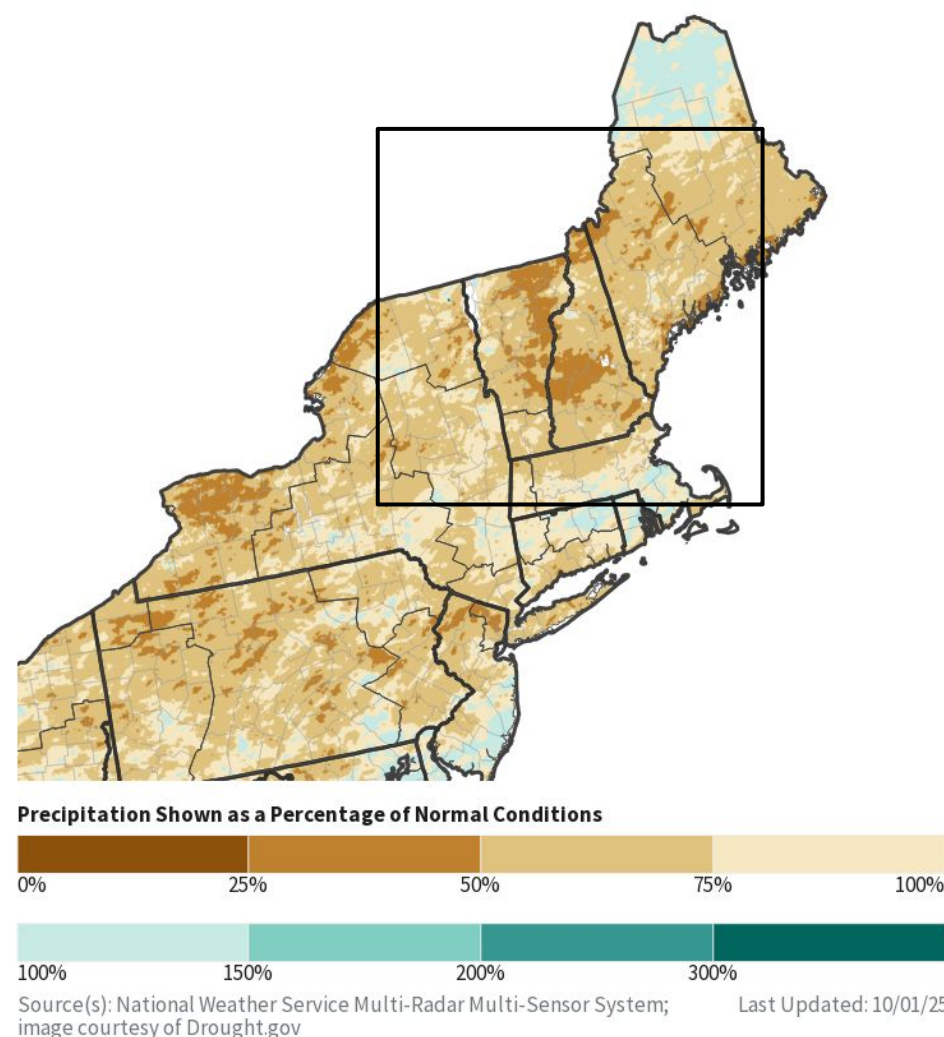 Precipitation Shown as a Percentage of Normal Conditions
0% 25% 50% 75% 100%
100% 150% 200% 300%
Source(s): National Weather Service Multi-Radar Multi-Sensor System; Last Updated: 10/01/25
image courtesy of Drought.gov